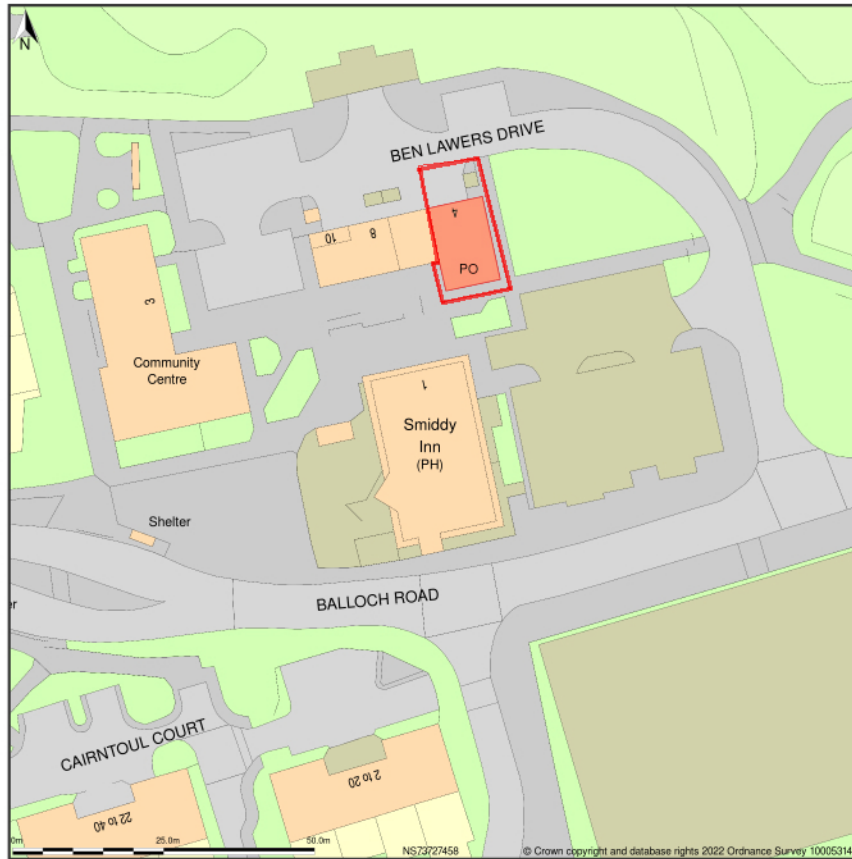 N
BEN LAWERS DRIVE
4
8
10
PO
3
Community
Centre
1
Smiddy
Inn
(PH)
Shelter
er
BALLOCH ROAD
CAIRNTOUL COURT
2 to 20
22 to 40
0m
25.0m
50.0m
NS73727458
© Crown copyright and database rights 2022 Ordnance Survey 10005314